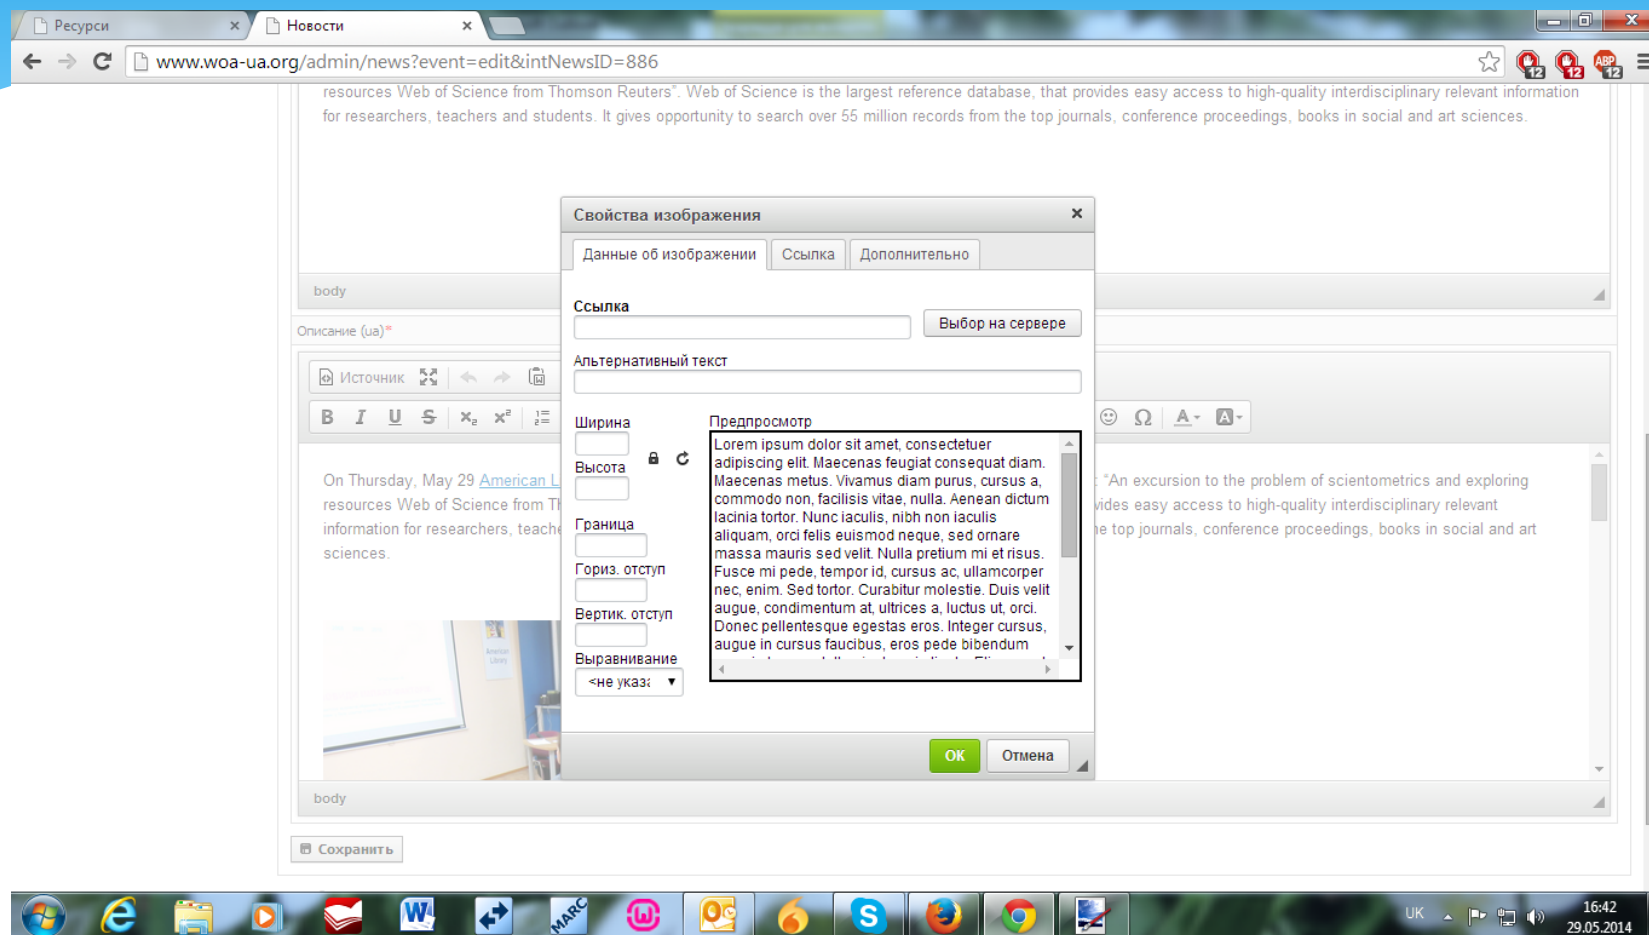 Ресурси
Новости
www.woa-ua.org/admin/news?event=edit&intNewsID=886
12
12
ABP
12
resources Web of Science from Thomson Reuters". Web of Science is the largest reference database, that provides easy access to high-quality interdisciplinary relevant information
for researchers, teachers and students. It gives opportunity to search over 55 million records from the top journals, conference proceedings, books in social and art sciences.
body
Описание (ua)*
Источник
B I U S x₂ x²
Ω A A
On Thursday, May 29 American L
: "An excursion to the problem of scientometrics and exploring
resources Web of Science from Th
vides easy access to high-quality interdisciplinary relevant
information for researchers, teache
he top journals, conference proceedings, books in social and art
sciences.
American
Library
body
Сохранить
Свойства изображения
Данные об изображении
Ссылка
Дополнительно
Ссылка
Выбор на сервере
Альтернативный текст
Ширина
Высота
Граница
Гориз. отступ
Вертик. отступ
Выравнивание
<не указа
Предпросмотр
Lorem ipsum dolor sit amet, consectetuer
adipiscing elit. Maecenas feugiat consequat diam.
Maecenas metus. Vivamus diam purus, cursus a,
commodo non, facilisis vitae, nulla. Aenean dictum
lacinia tortor. Nunc iaculis, nibh non iaculis
aliquam, orci felis euismod neque, sed ornare
massa mauris sed velit. Nulla pretium mi et risus.
Fusce mi pede, tempor id, cursus ac, ullamcorper
nec, enim. Sed tortor. Curabitur molestie. Duis velit
augue, condimentum at, ultrices a, luctus ut, orci.
Donec pellentesque egestas eros. Integer cursus,
augue in cursus faucibus, eros pede bibendum
ОК
Отмена
MARC
UK
16:42
29.05.2014